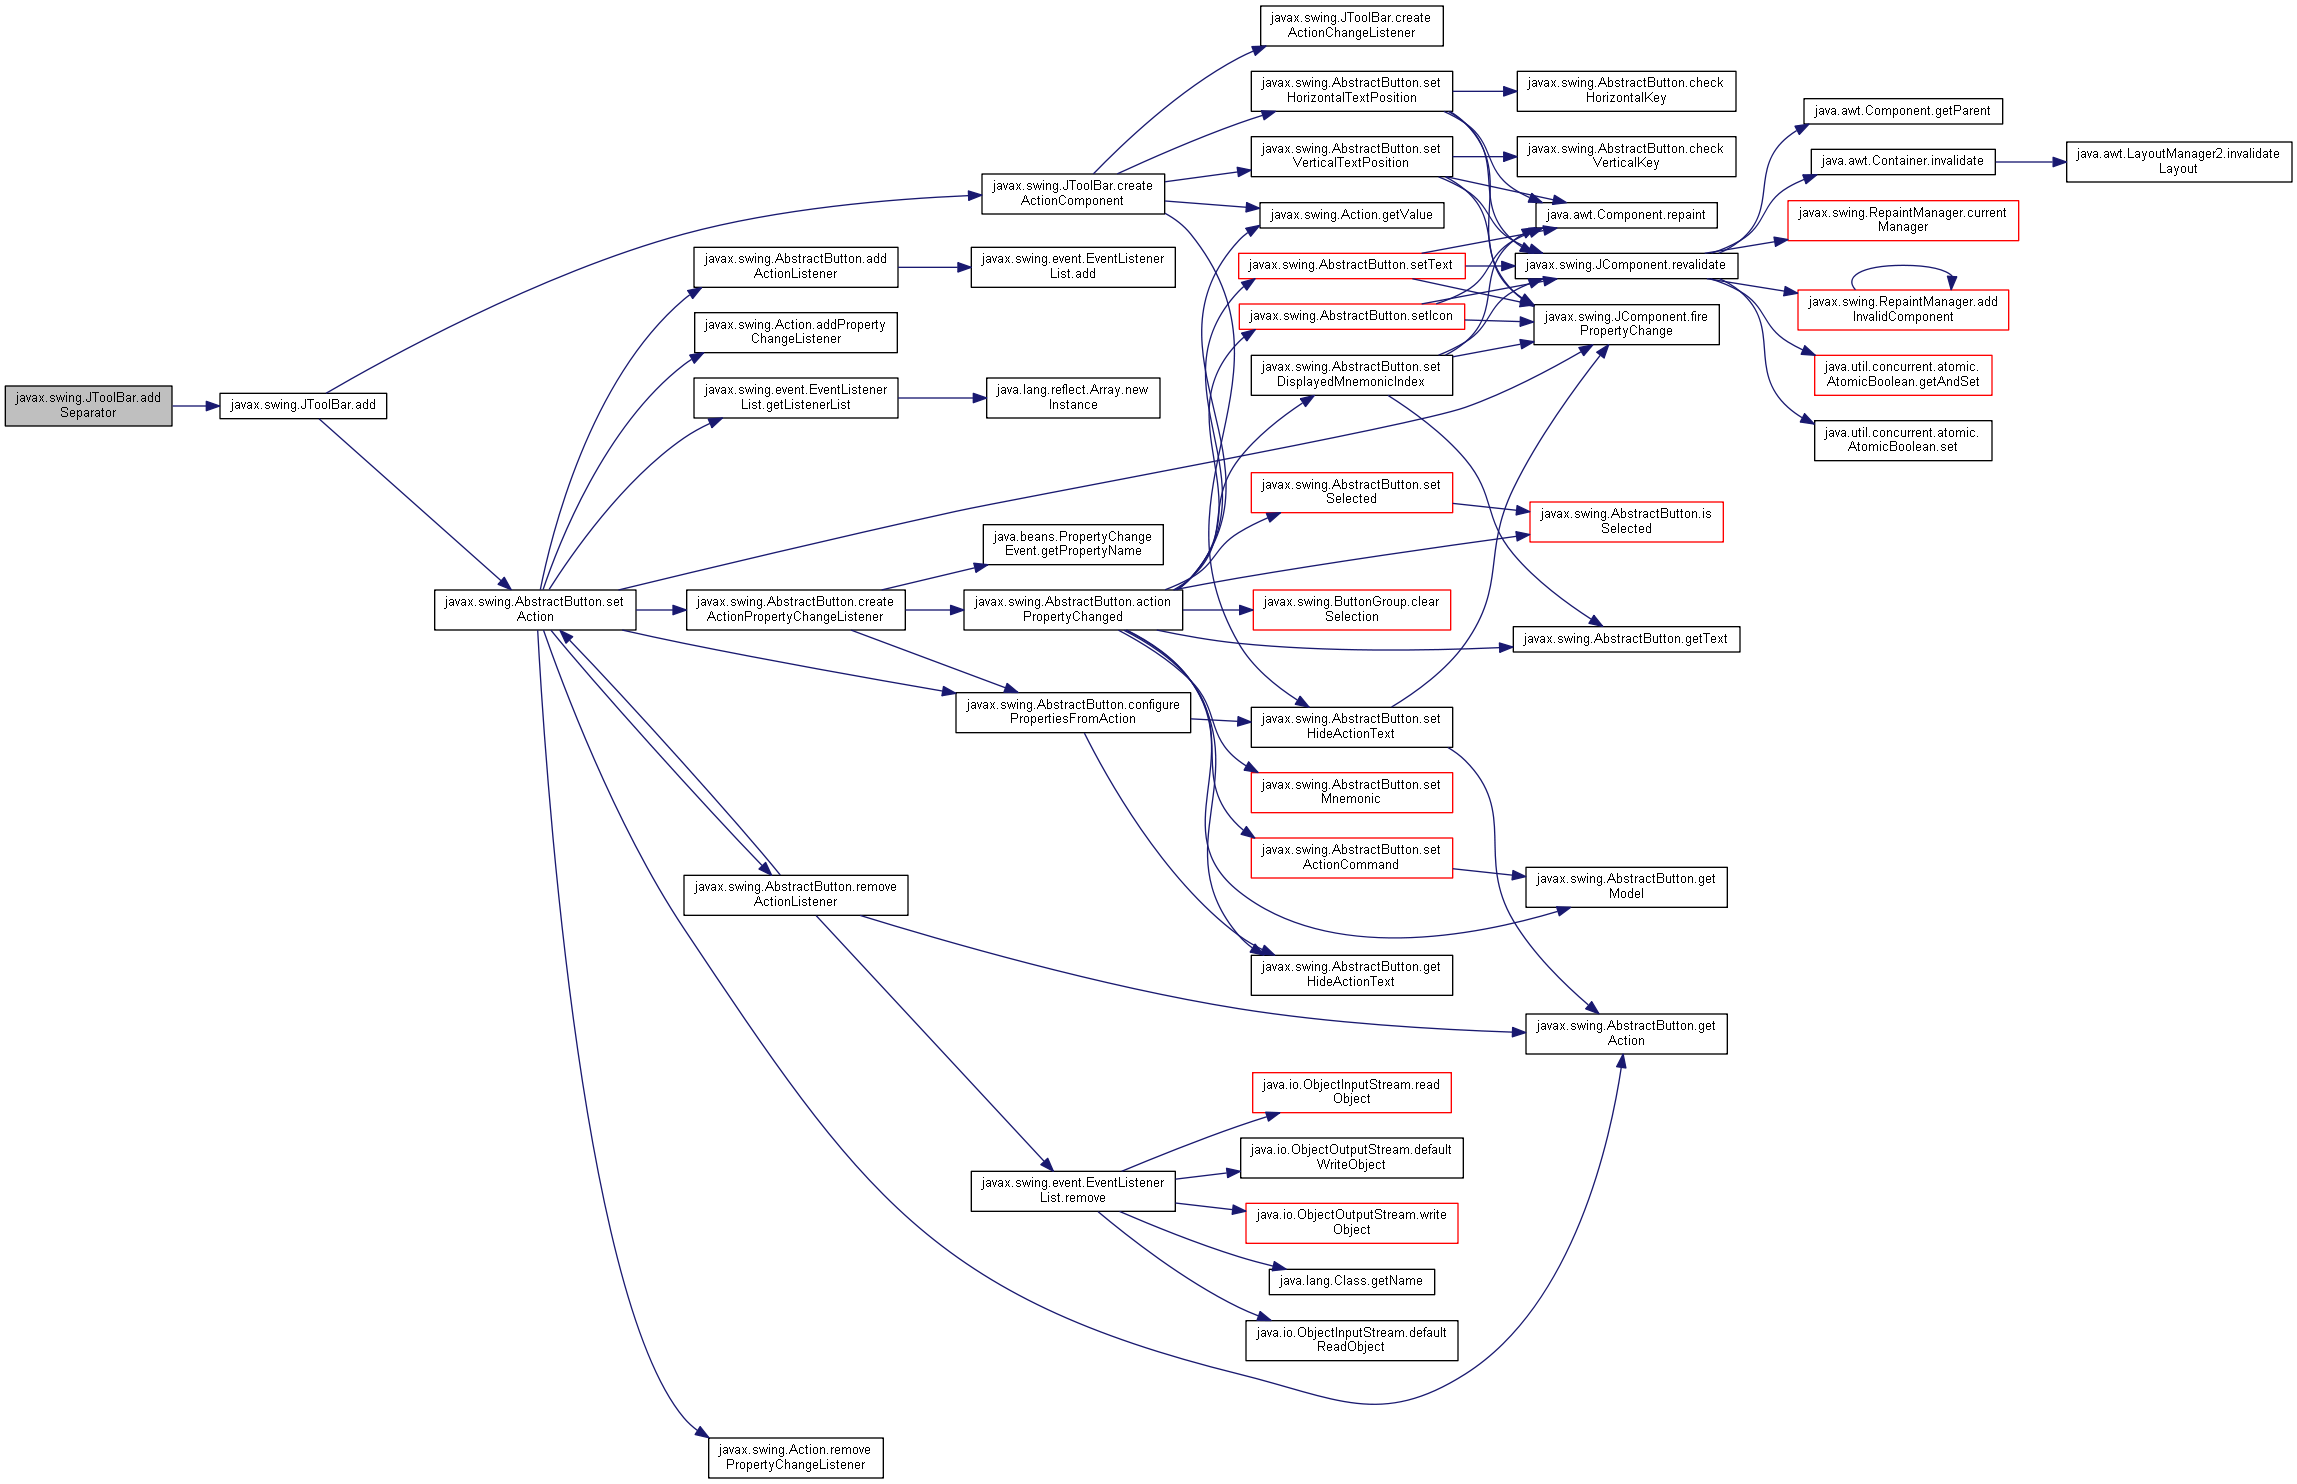 javax.swing.JToolBar.add
Separator
javax.swing.JToolBar.add
javax.swing.AbstractButton.set
Action
javax.swing.AbstractButton.add
ActionListener
javax.swing.Action.addProperty
ChangeListener
javax.swing.event.EventListener
List.getListenerList
javax.swing.AbstractButton.create
ActionPropertyChangeListener
javax.swing.AbstractButton.remove
ActionListener
javax.swing.Action.remove
PropertyChangeListener
javax.swing.JToolBar.create
ActionComponent
javax.swing.event.EventListener
List.add
java.lang.reflect.Array.new
Instance
java.beans.PropertyChange
Event.getPropertyName
javax.swing.AbstractButton.action
PropertyChanged
javax.swing.AbstractButton.configure
PropertiesFromAction
javax.swing.event.EventListener
List.remove
javax.swing.JToolBar.create
ActionChangeListener
javax.swing.AbstractButton.set
HorizontalTextPosition
javax.swing.AbstractButton.set
VerticalTextPosition
javax.swing.Action.getValue
javax.swing.AbstractButton.setText
javax.swing.AbstractButton.setIcon
javax.swing.AbstractButton.set
DisplayedMnemonicIndex
javax.swing.AbstractButton.set
Selected
javax.swing.ButtonGroup.clear
Selection
javax.swing.AbstractButton.set
HideActionText
javax.swing.AbstractButton.set
Mnemonic
javax.swing.AbstractButton.set
ActionCommand
javax.swing.AbstractButton.get
HideActionText
java.io.ObjectInputStream.read
Object
java.io.ObjectOutputStream.default
WriteObject
java.io.ObjectOutputStream.write
Object
java.lang.Class.getName
java.io.ObjectInputStream.default
ReadObject
javax.swing.AbstractButton.check
HorizontalKey
javax.swing.AbstractButton.check
VerticalKey
java.awt.Component.repaint
javax.swing.JComponent.revalidate
javax.swing.JComponent.fire
PropertyChange
javax.swing.AbstractButton.is
Selected
javax.swing.AbstractButton.getText
javax.swing.AbstractButton.get
Model
javax.swing.AbstractButton.get
Action
java.awt.Component.getParent
java.awt.Container.invalidate
javax.swing.RepaintManager.current
Manager
javax.swing.RepaintManager.add
InvalidComponent
java.util.concurrent.atomic.
AtomicBoolean.getAndSet
java.util.concurrent.atomic.
AtomicBoolean.set
java.awt.LayoutManager2.invalidate
Layout